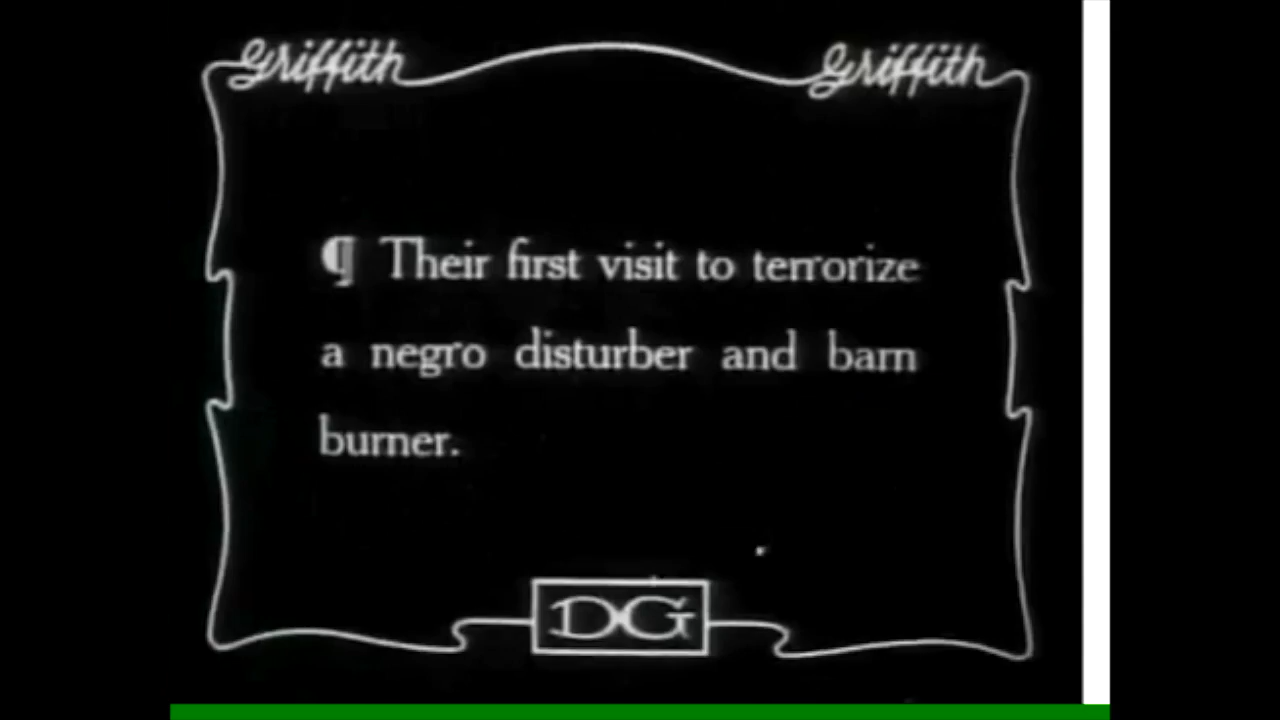 Griffith Griffith
¶ Their first visit to terrorize
a negro disturber and barn
burner.
DG